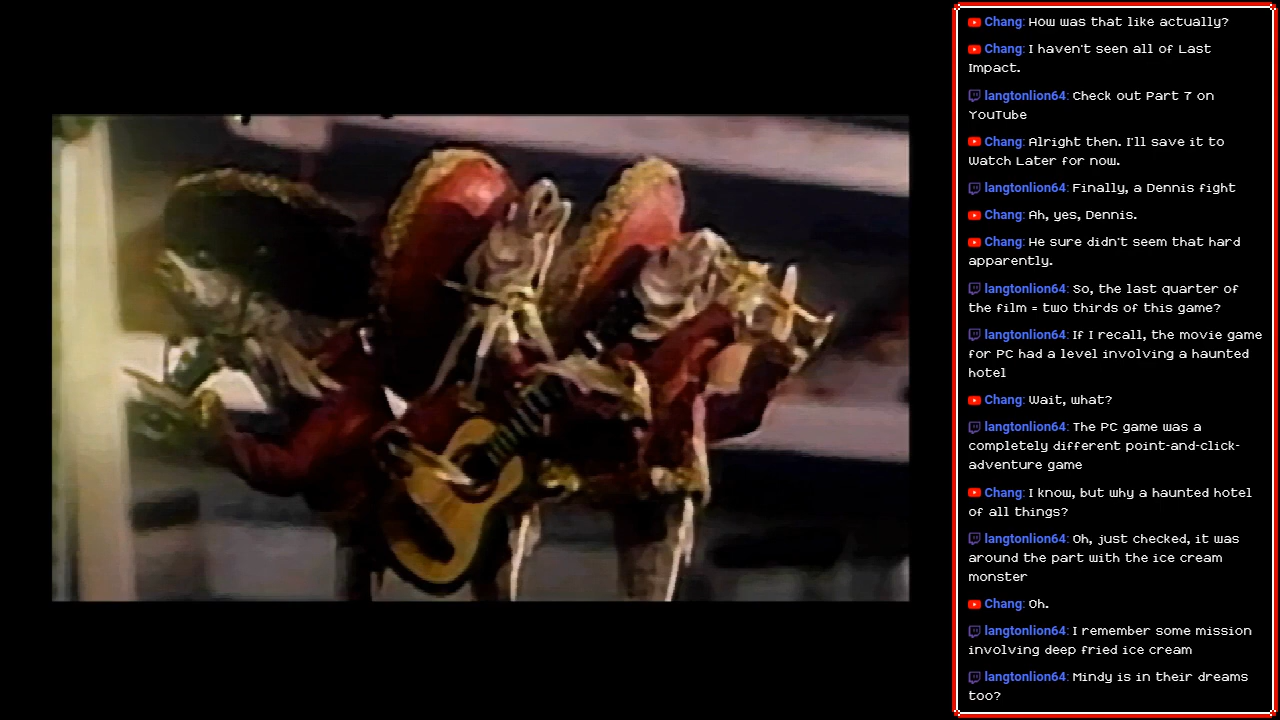 Chang: How was that like actually?
Chang: I haven't seen all of Last
Impact.
langtonlion64: Check out Part 7 on
YouTube
Chang: Alright then. I'll save it to
Watch Later for now.
langtonlion64: Finally, a Dennis fight
Chang: Ah, yes, Dennis.
Chang: He sure didn't seem that hard
apparently.
langtonlion64: So, the last quarter of
the film = two thirds of this game?
langtonlion64: If I recall, the movie game
for PC had a level involving a haunted
hotel
Chang: Wait, what?
langtonlion64: The PC game was a
completely different point-and-click-
adventure game
Chang: I know, but why a haunted hotel
of all things?
langtonlion64: Oh, just checked, it was
around the part with the ice cream
monster
Chang: Oh.
langtonlion64: I remember some mission
involving deep fried ice cream
langtonlion64: Mindy is in their dreams
too?